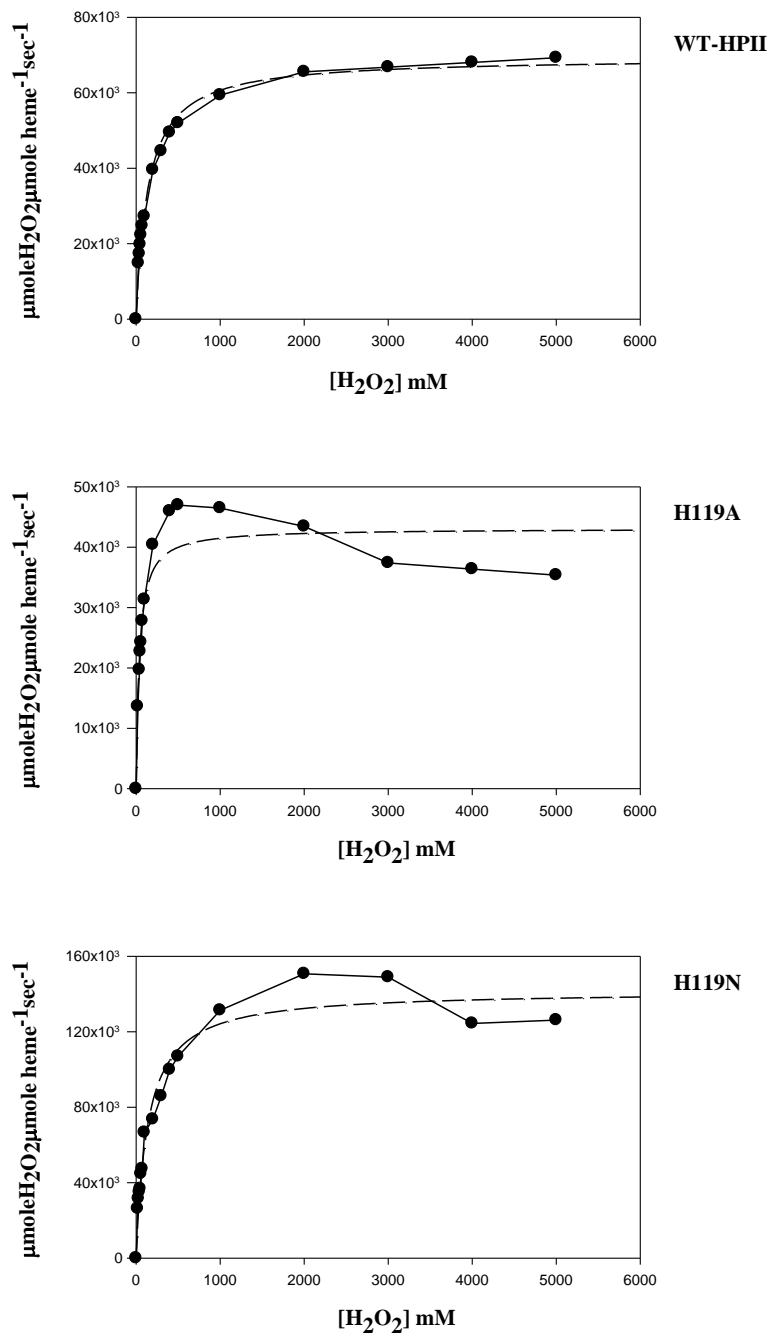 WT-HPII
µmoleH₂O₂µmole heme⁻¹sec⁻¹
80x10³
60x10³
40x10³
20x10³
0
0 1000 2000 3000 4000 5000 6000
[H₂O₂] mM
H119A
µmoleH₂O₂µmole heme⁻¹sec⁻¹
50x10³
40x10³
30x10³
20x10³
10x10³
0
0 1000 2000 3000 4000 5000 6000
[H₂O₂] mM
H119N
µmoleH₂O₂µmole heme⁻¹sec⁻¹
160x10³
120x10³
80x10³
40x10³
0
0 1000 2000 3000 4000 5000 6000
[H₂O₂] mM